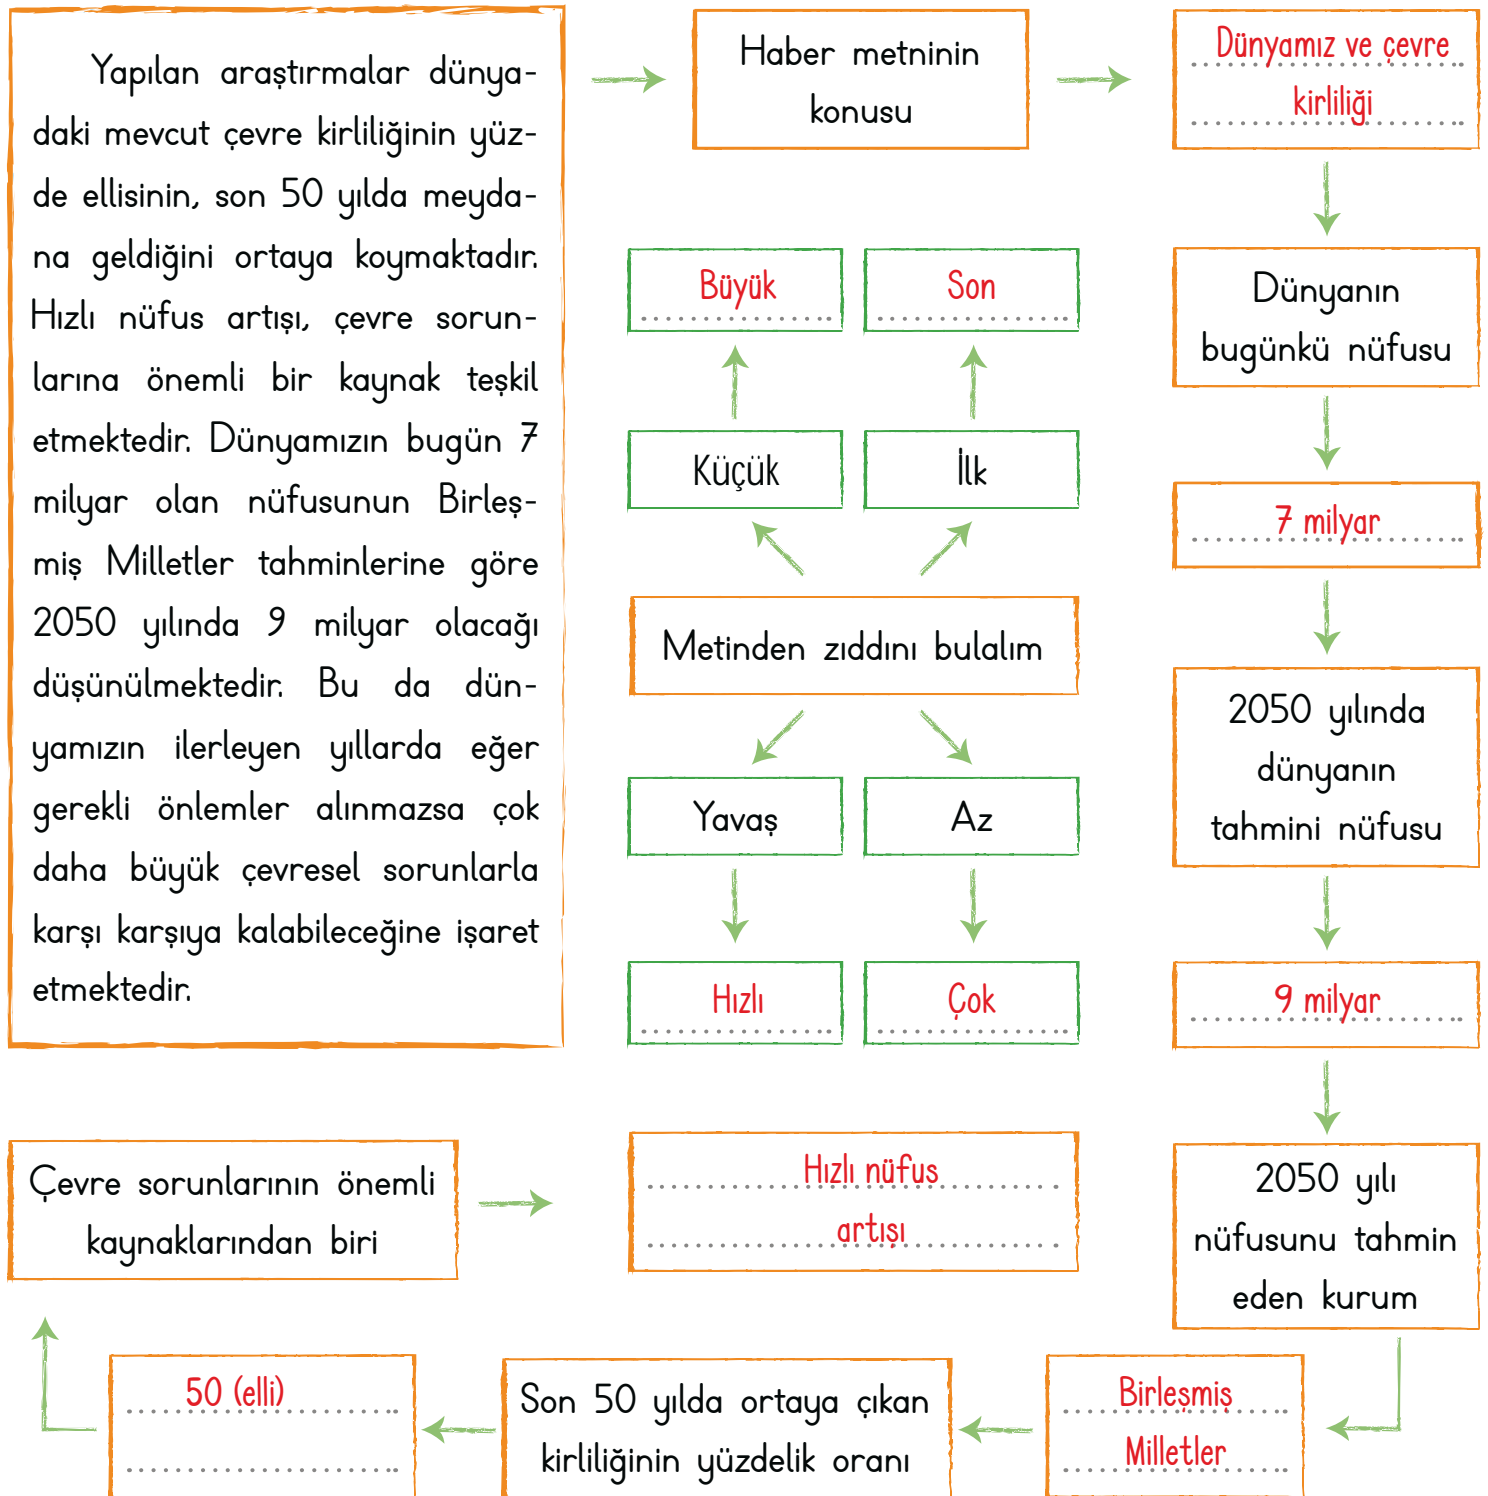 Yapılan araştırmalar dünya-
daki mevcut çevre kirliliğinin yüz-
de ellisinin, son 50 yılda meyda-
na geldiğini ortaya koymaktadır.
Hızlı nüfus artışı, çevre sorun-
larına önemli bir kaynak teşkil
etmektedir. Dünyamızın bugün 7
milyar olan nüfusunun Birleş-
miş Milletler tahminlerine göre
2050 yılında 9 milyar olacağı
düşünülmektedir. Bu da dün-
yamızın ilerleyen yıllarda eğer
gerekli önlemler alınmazsa çok
daha büyük çevresel sorunlarla
karşı karşıya kalabileceğine işaret
etmektedir.
Haber metninin
konusu
Dünyamız ve çevre
kirliliği
Dünyanın
bugünkü nüfusu
7 milyar
2050 yılında
dünyanın
tahmini nüfusu
9 milyar
2050 yılı
nüfusunu tahmin
eden kurum
Birleşmiş
Milletler
Son 50 yılda ortaya çıkan
kirliliğinin yüzdelik oranı
50 (elli)
Çevre sorunlarının önemli
kaynaklarından biri
Hızlı nüfus
artışı
Metinden zıddını bulalım
Küçük
Büyük
İlk
Son
Yavaş
Hızlı
Az
Çok